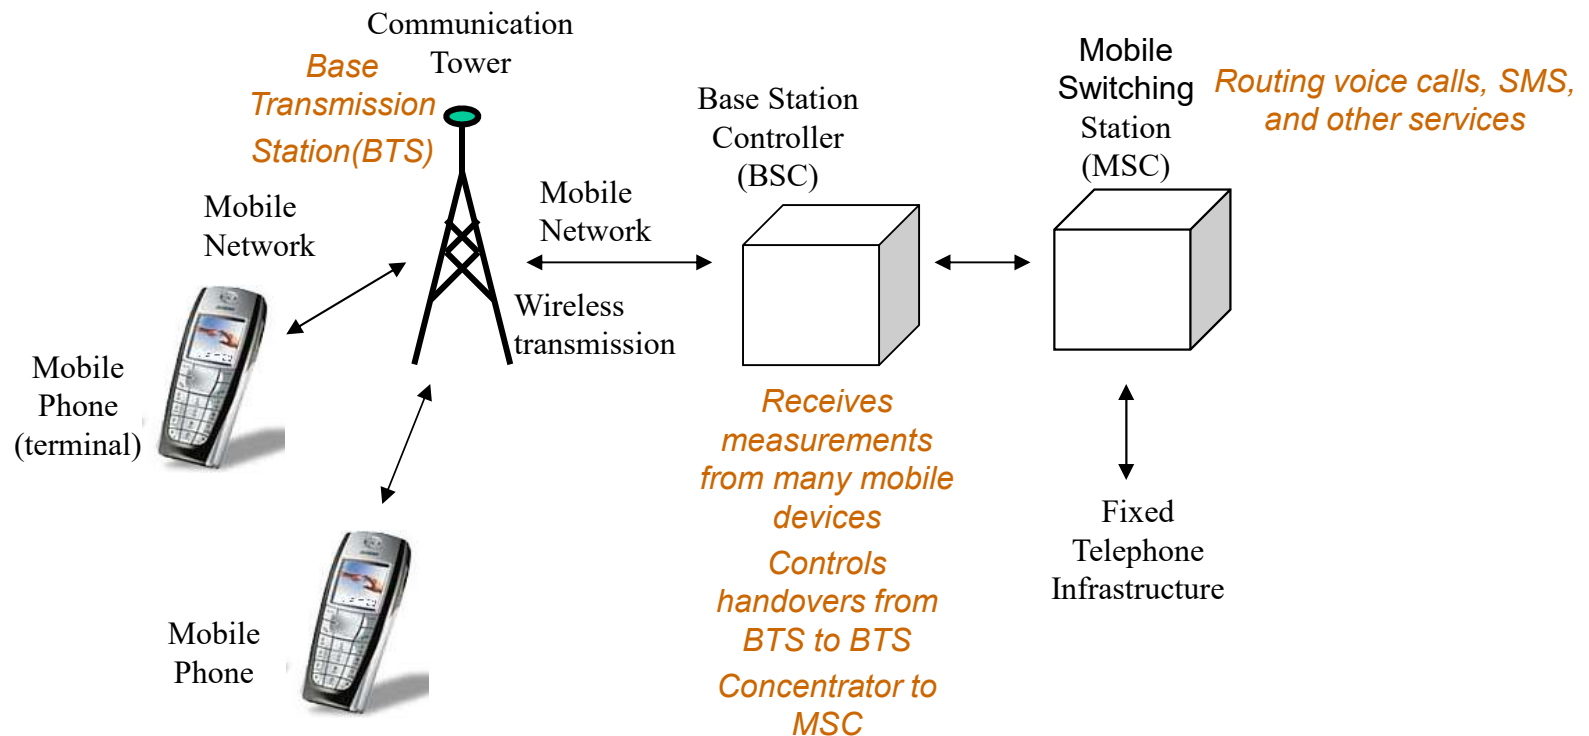 Communication
Tower
Base
Transmission
Station(BTS)
Mobile
Network
Mobile
Phone
(terminal)
Mobile
Phone
Mobile
Network
Wireless
transmission
Base Station
Controller
(BSC)
Receives
measurements
from many mobile
devices
Controls
handovers from
BTS to BTS
Concentrator to
MSC
Mobile
Switching
Station
(MSC)
Routing voice calls, SMS,
and other services
Fixed
Telephone
Infrastructure